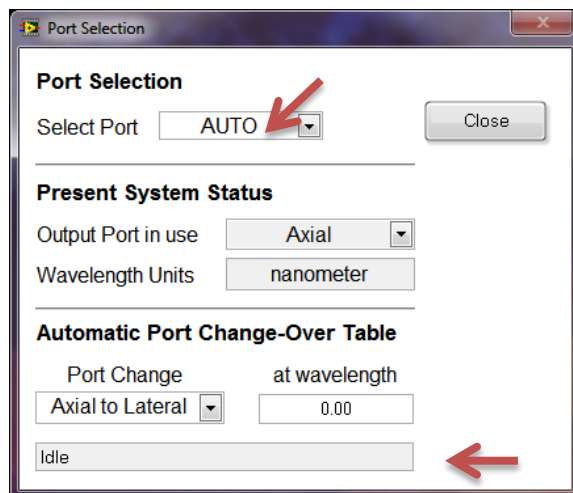 Port Selection
Port Selection
Select Port AUTO
Close
Present System Status
Output Port in use Axial
Wavelength Units nanometer
Automatic Port Change-Over Table
Port Change at wavelength
Axial to Lateral 0.00
Idle